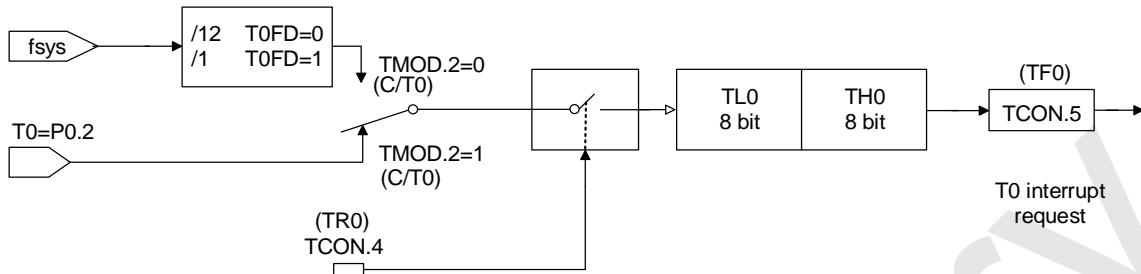 fsys
/12 T0FD=0
/1 T0FD=1
TMOD.2=0
(C/T0)
T0=P0.2
TMOD.2=1
(C/T0)
(TR0)
TCON.4
TL0
8 bit
TH0
8 bit
(TF0)
TCON.5
T0 interrupt
request